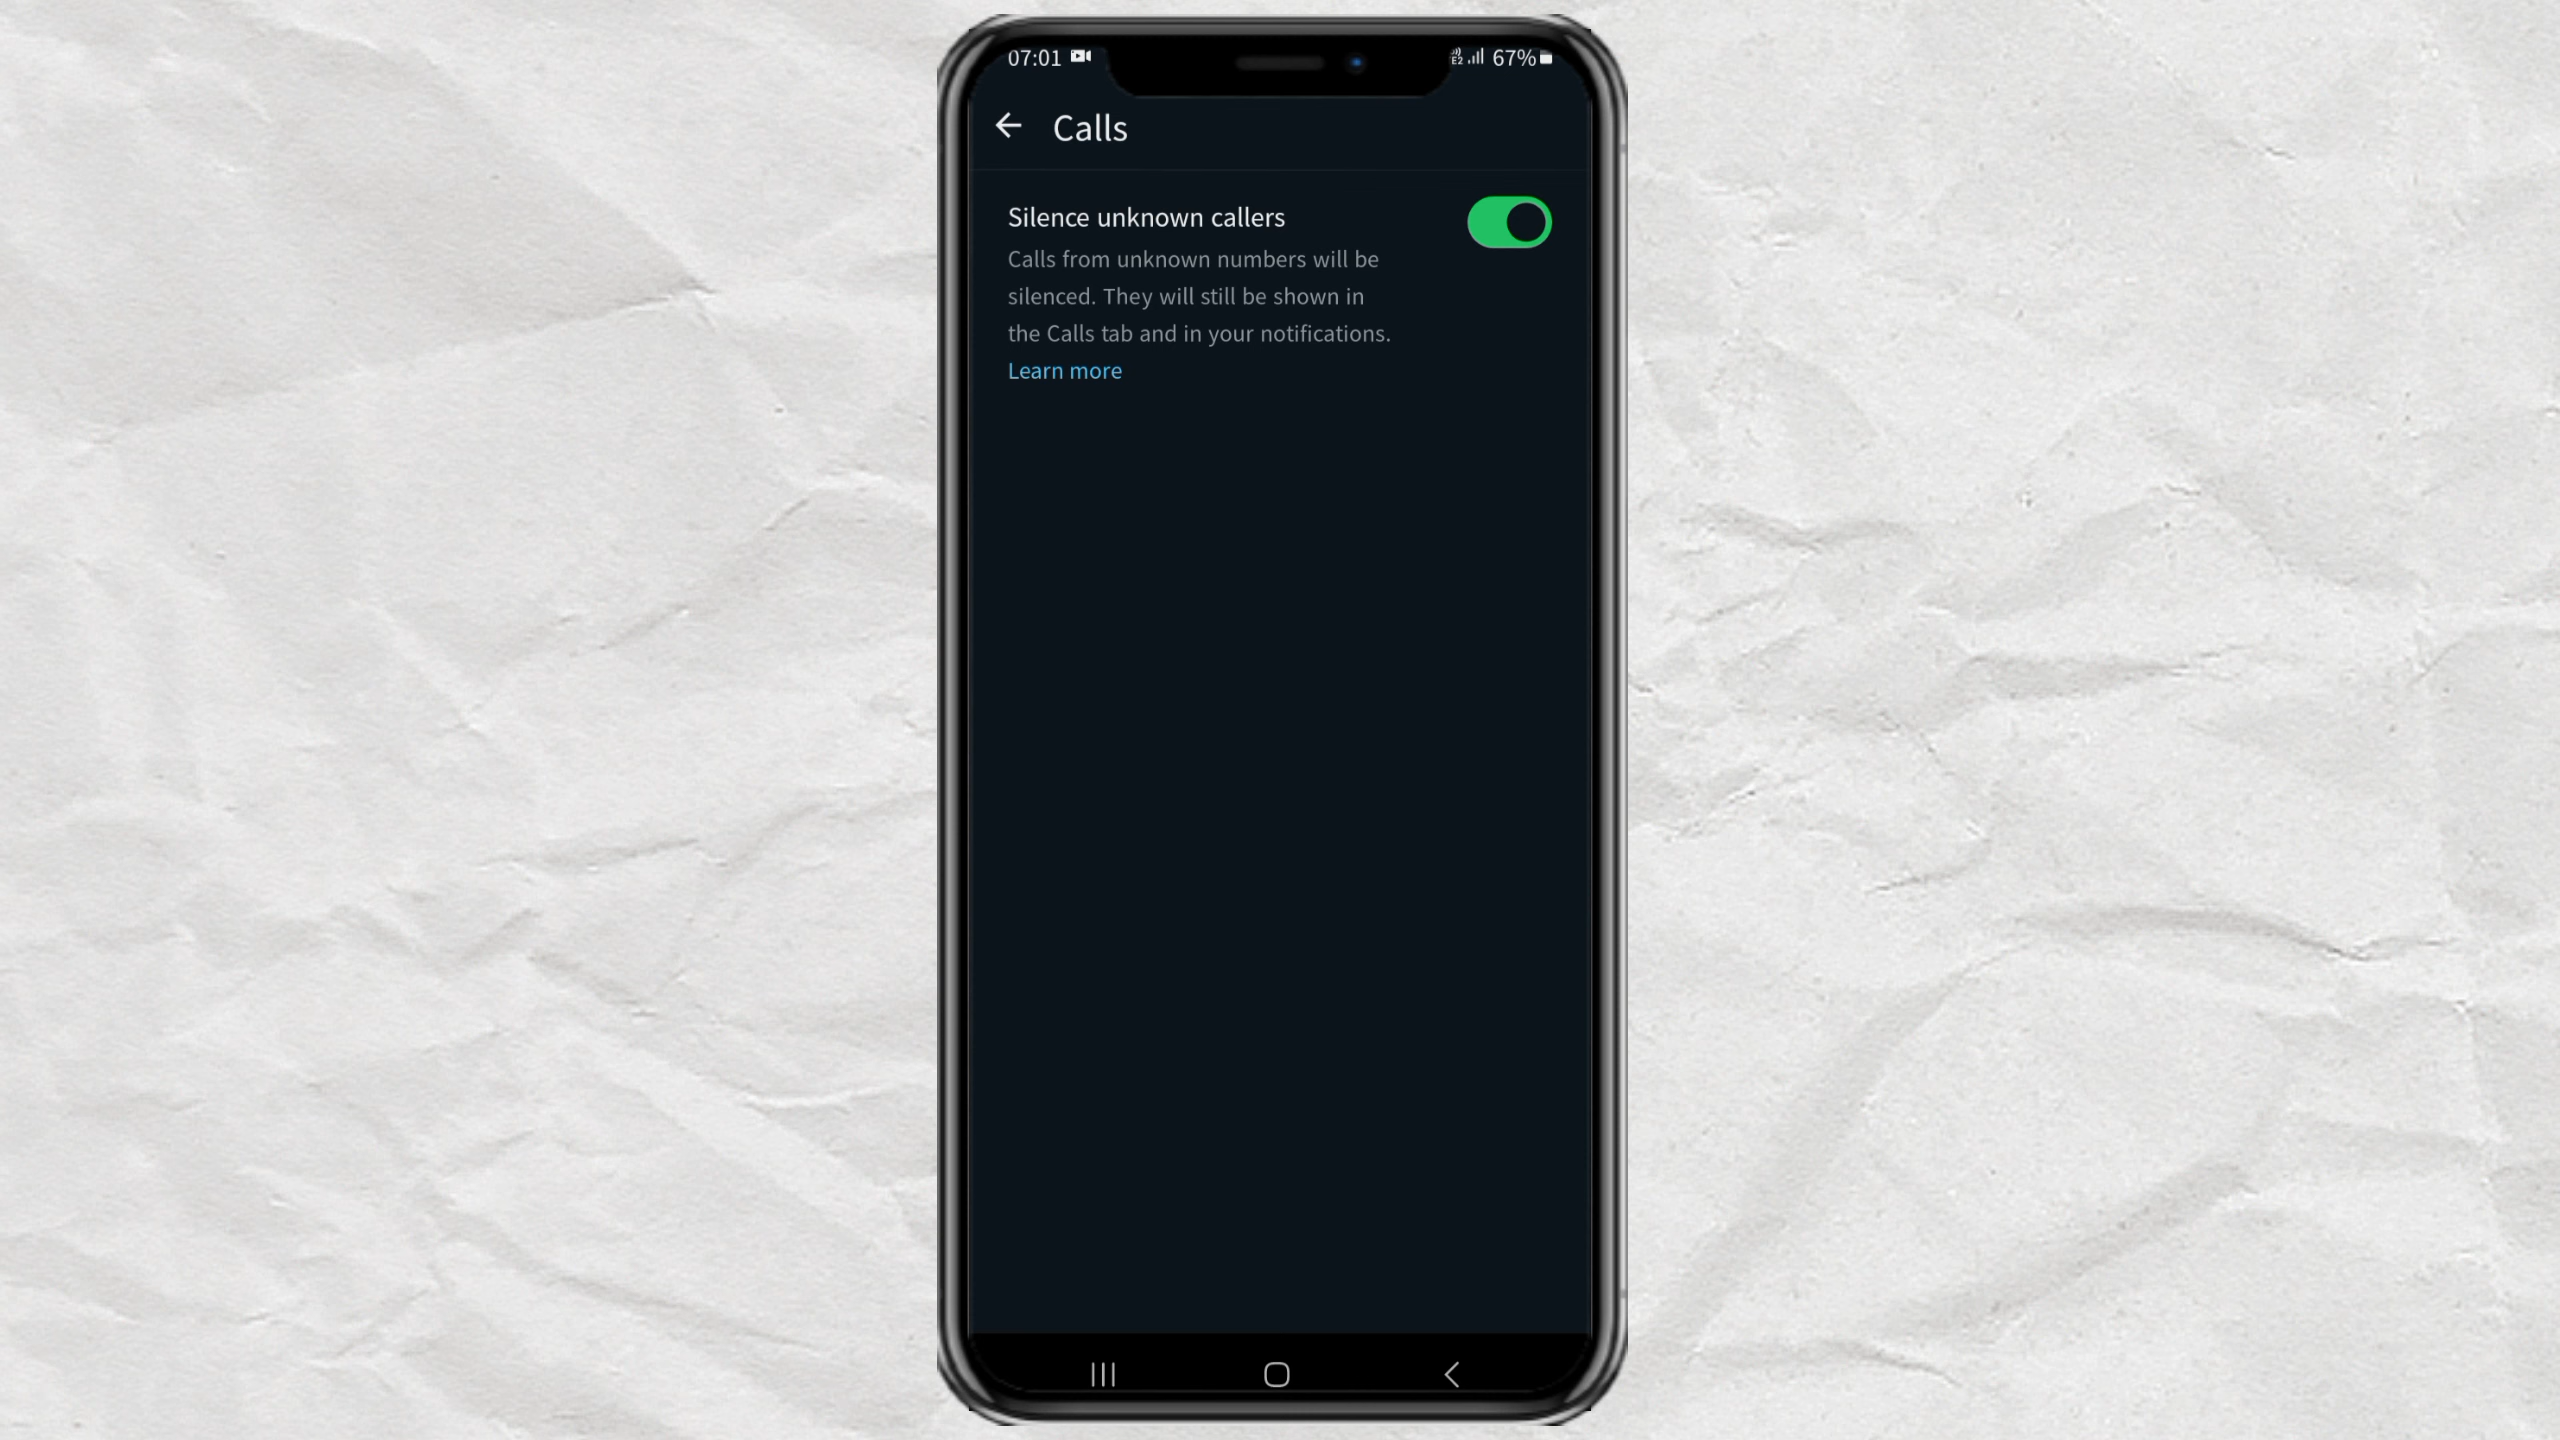 07:01
67%
Calls
Silence unknown callers
Calls from unknown numbers will be
silenced. They will still be shown in
the Calls tab and in your notifications.
Learn more